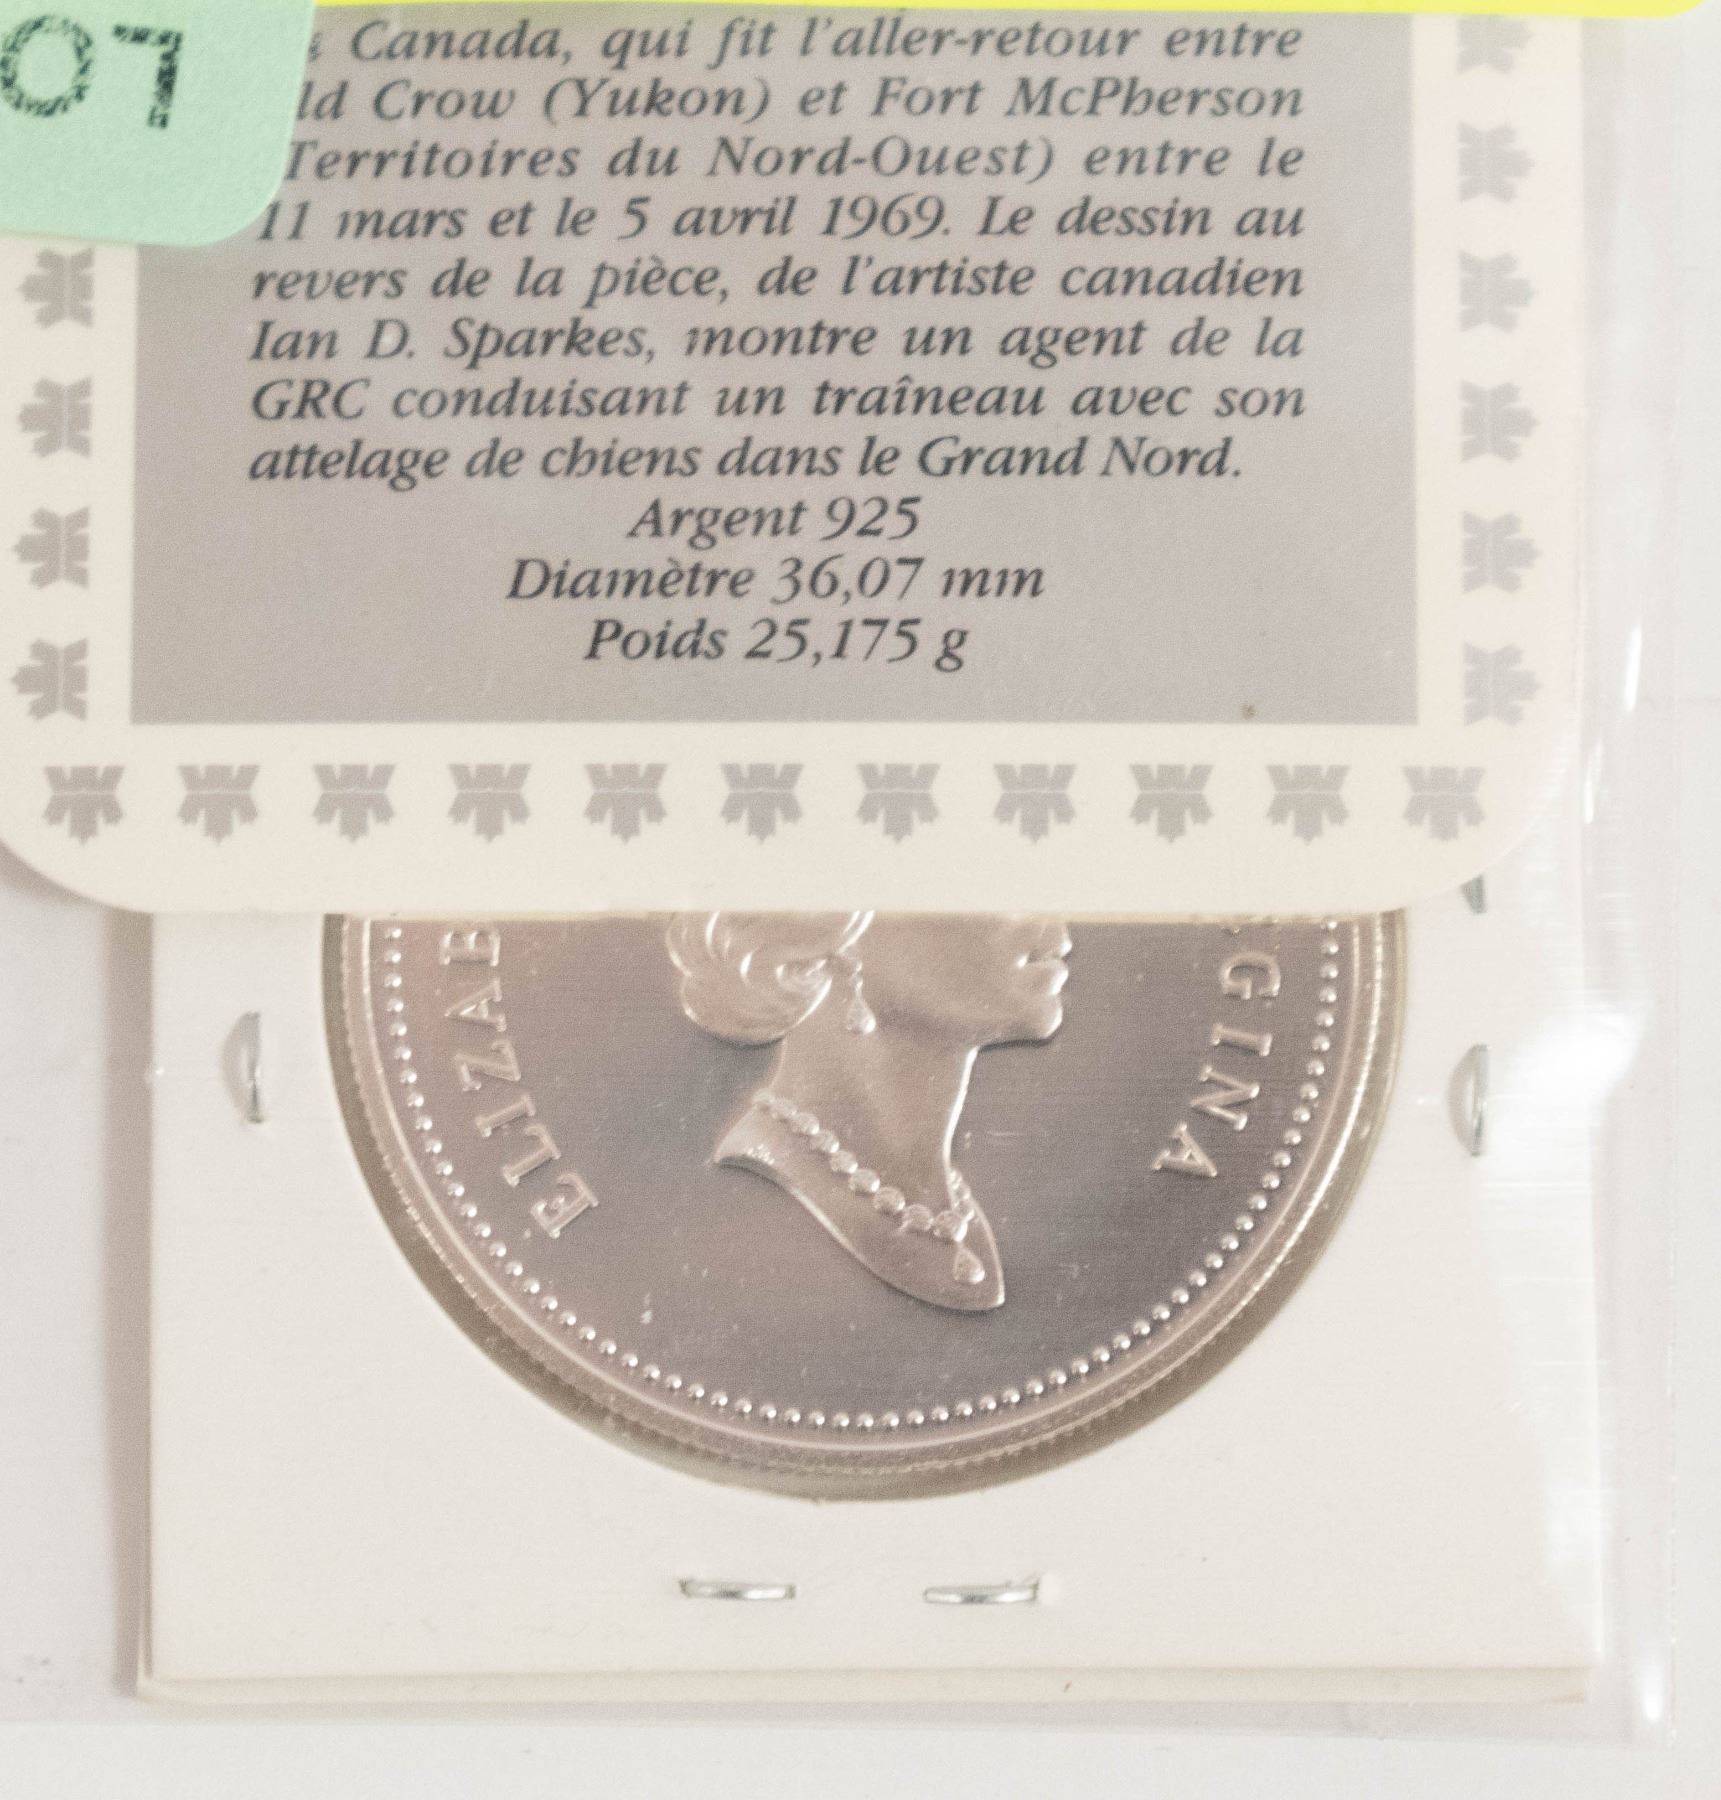 LO
Canada, qui fit l'aller-retour entre
ld Crow (Yukon) et Fort McPherson
Territoires du Nord-Ouest) entre le
11 mars et le 5 avril 1969. Le dessin au
revers de la pièce, de l'artiste canadien
Ian D. Sparkes, montre un agent de la
GRC conduisant un traîneau avec son
attelage de chiens dans le Grand Nord.
Argent 925
Diamètre 36,07 mm
Poids 25,175 g
ELIZAB
GINA